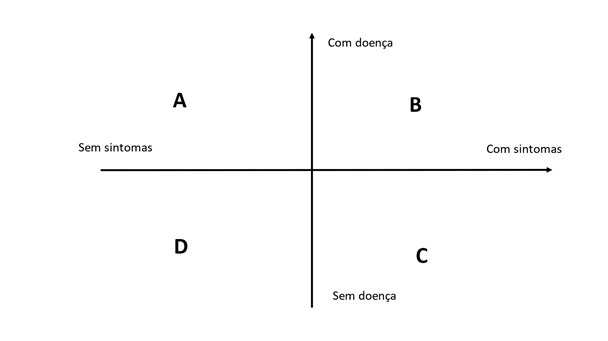 Com doença
A
B
Sem sintomas
Com sintomas
D
C
Sem doença